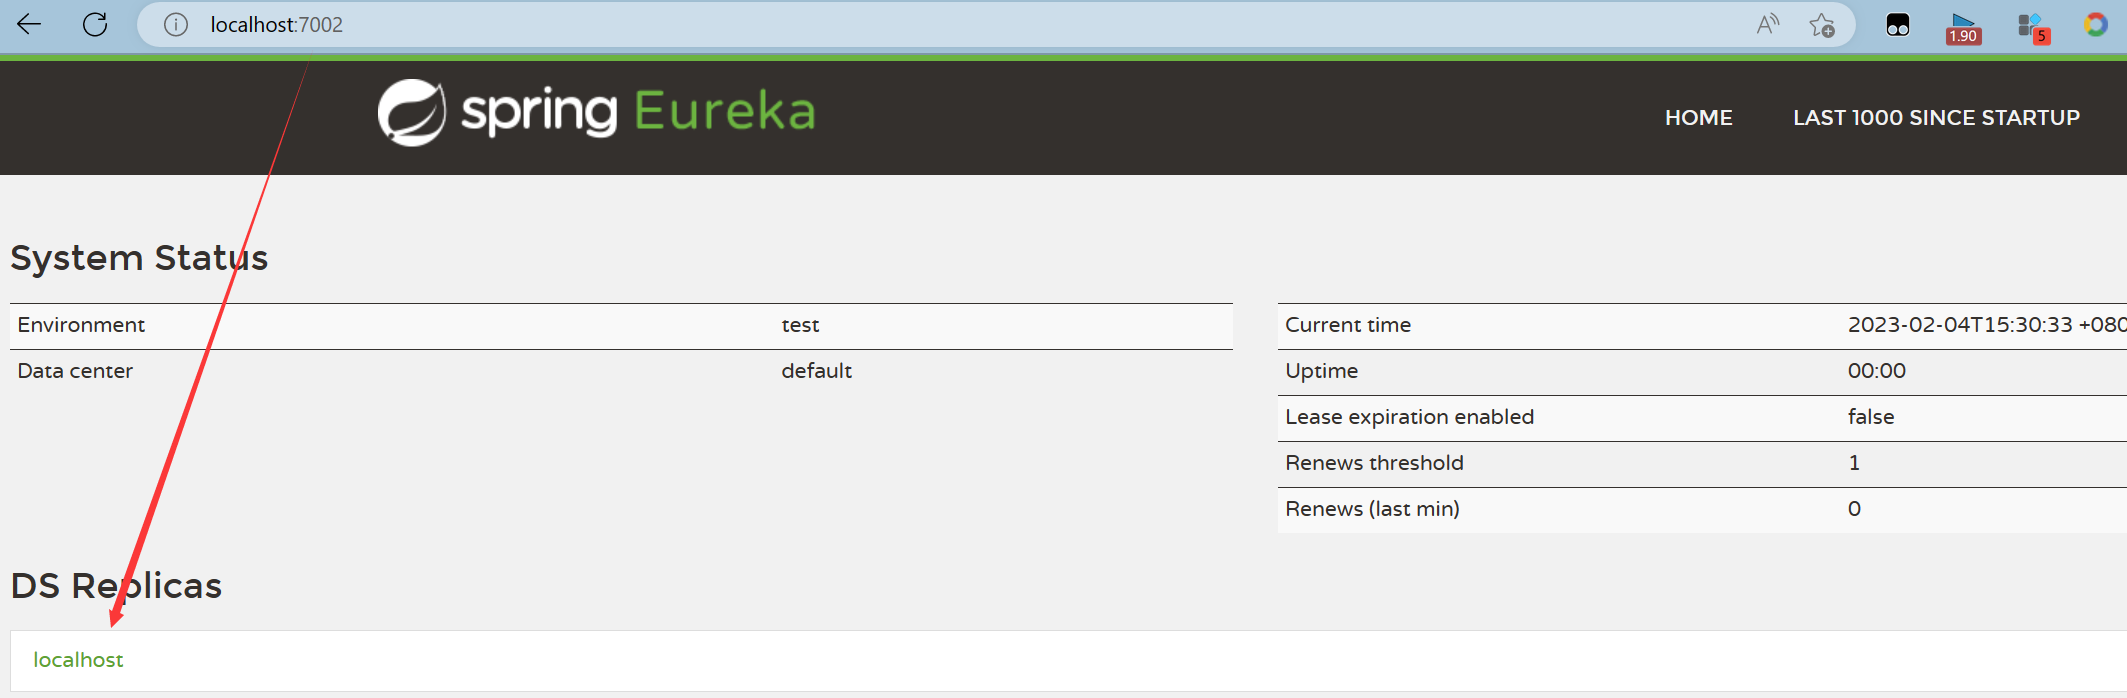 localhost:7002
A
1.90
5
spring Eureka
HOME
LAST 1000 SINCE STARTUP
System Status
Environment test
Data center default
Current time 2023-02-04T15:30:33 +080
Uptime 00:00
Lease expiration enabled false
Renews threshold 1
Renews (last min) 0
DS Replicas
localhost